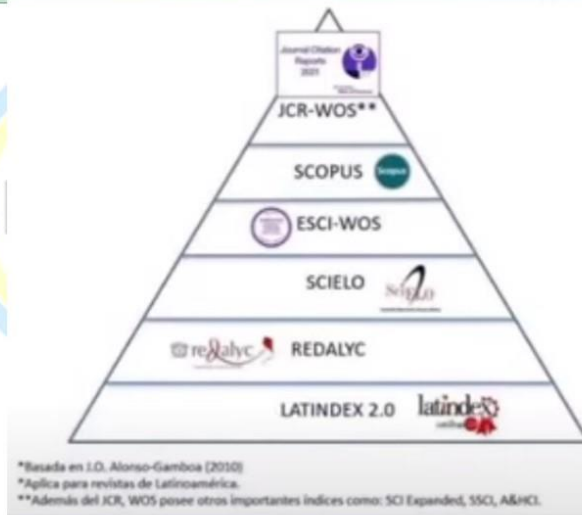 Journal Citation
Reports
2021
JCR-WOS**
SCOPUS
Scopus
ESCI-WOS
SCIELO
SciELO
redalyc
REDALYC
LATINDEX 2.0
latindex
*Basada en J.O. Alonso-Gamboa (2010)
*Aplica para revistas de Latinoamérica.
**Además del JCR, WOS posee otros importantes índices como: SCI Expanded, SSCI, A&HCI.